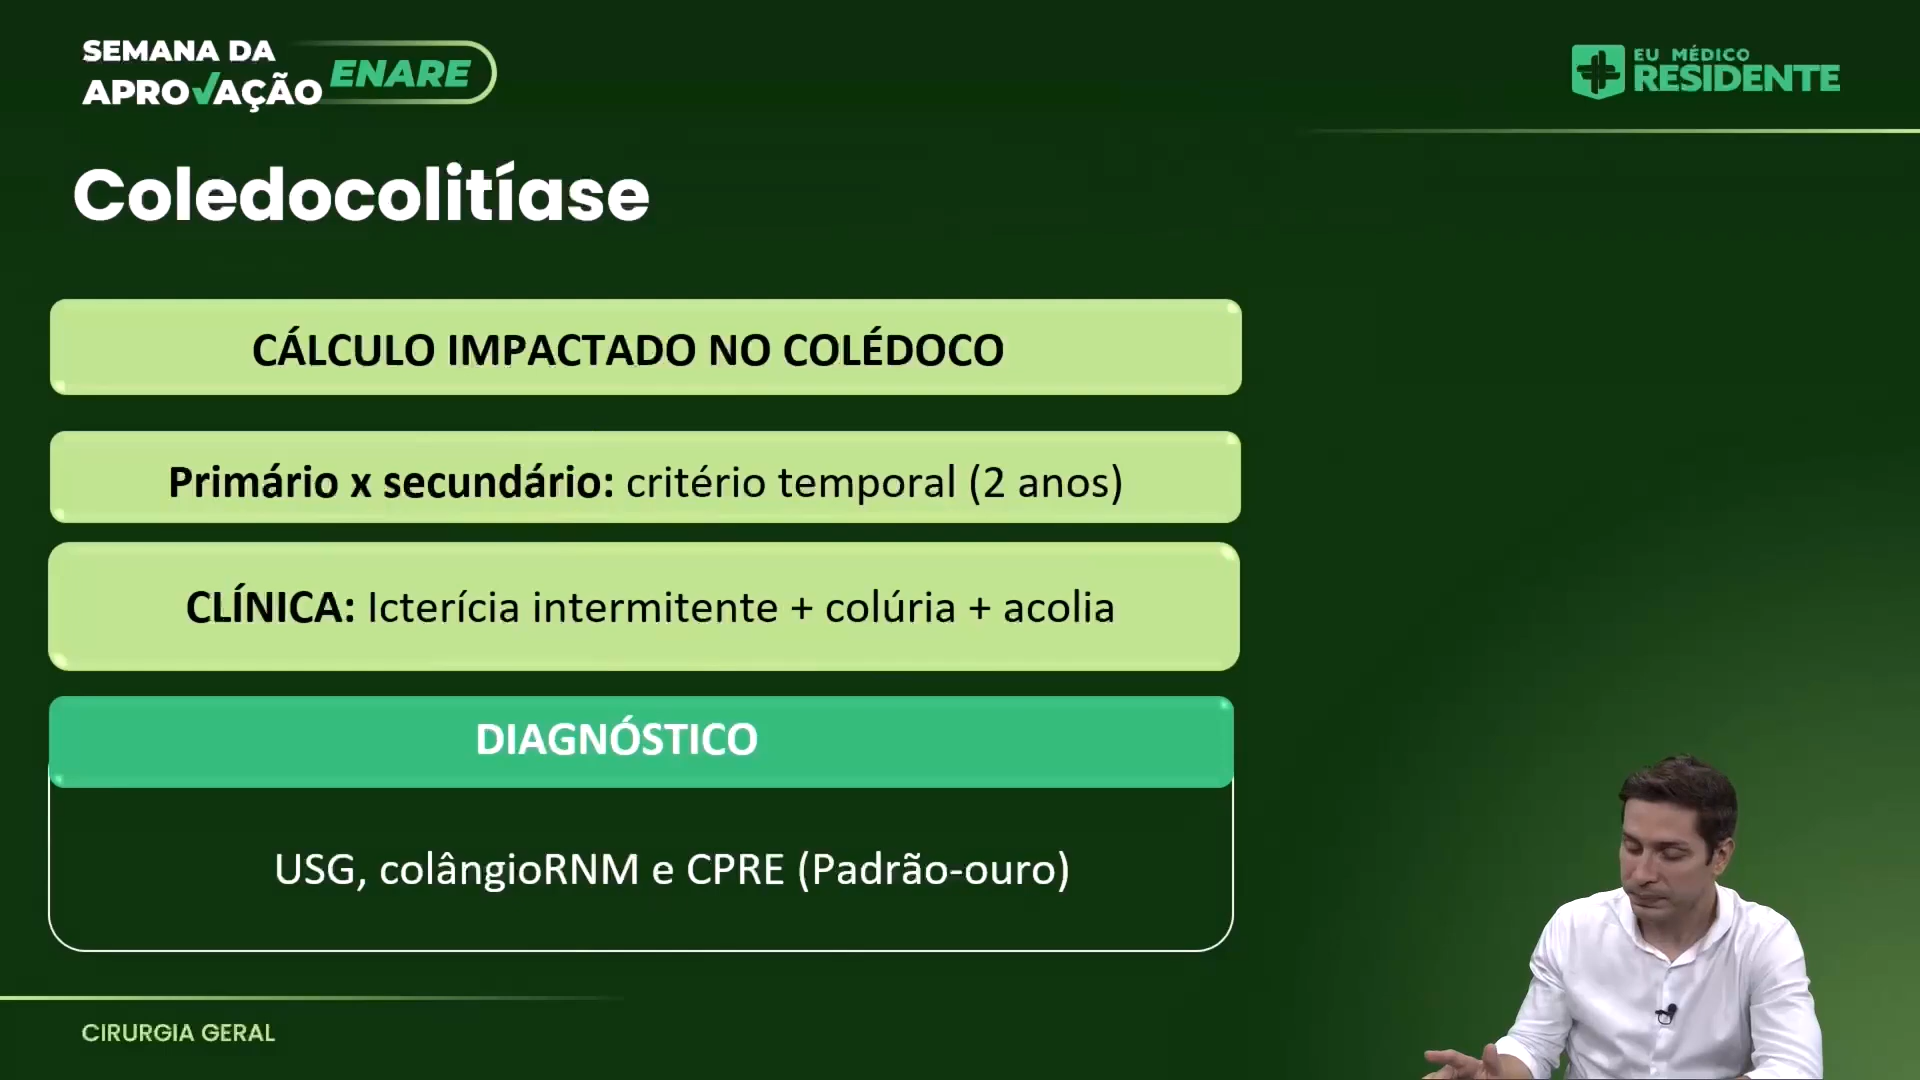 SEMANA DA
APROVAÇÃO ENARE
EU MÉDICO
RESIDENTE
Coledocolitíase
CÁLCULO IMPACTADO NO COLÉDOCO
Primário x secundário: critério temporal (2 anos)
CLÍNICA: Icterícia intermitente + colúria + acolia
DIAGNÓSTICO
USG, colângioRNM e CPRE (Padrão-ouro)
CIRURGIA GERAL